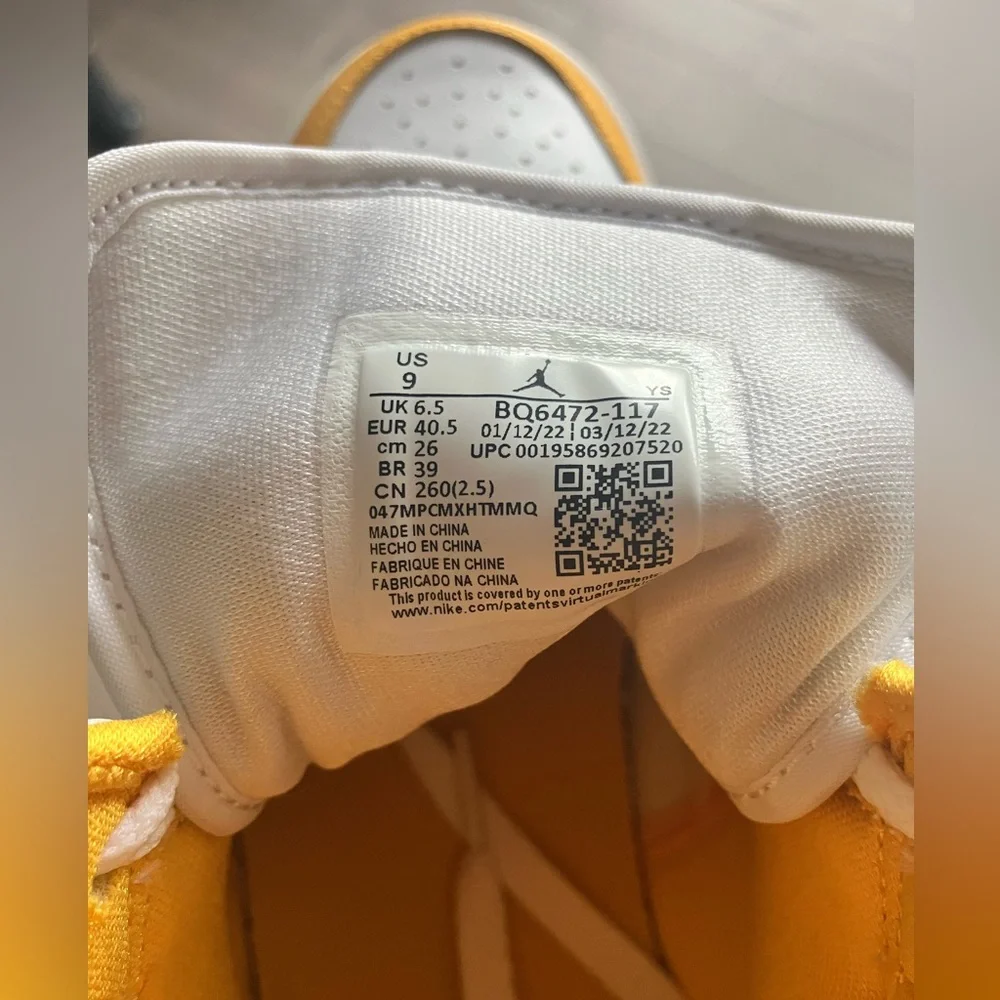 US
9
YS
UK 6.5
EUR 40.5
cm 26
BR 39
CN 260(2.5)
BQ6472-117
01/12/22 | 03/12/22
UPC 00195869207520
047MPCMXHTMMQ
MADE IN CHINA
HECHO EN CHINA
FABRIQUE EN CHINE
FABRICADO NA CHINA
This product is covered by one or more patents
www.nike.com/patentsvirtualmark